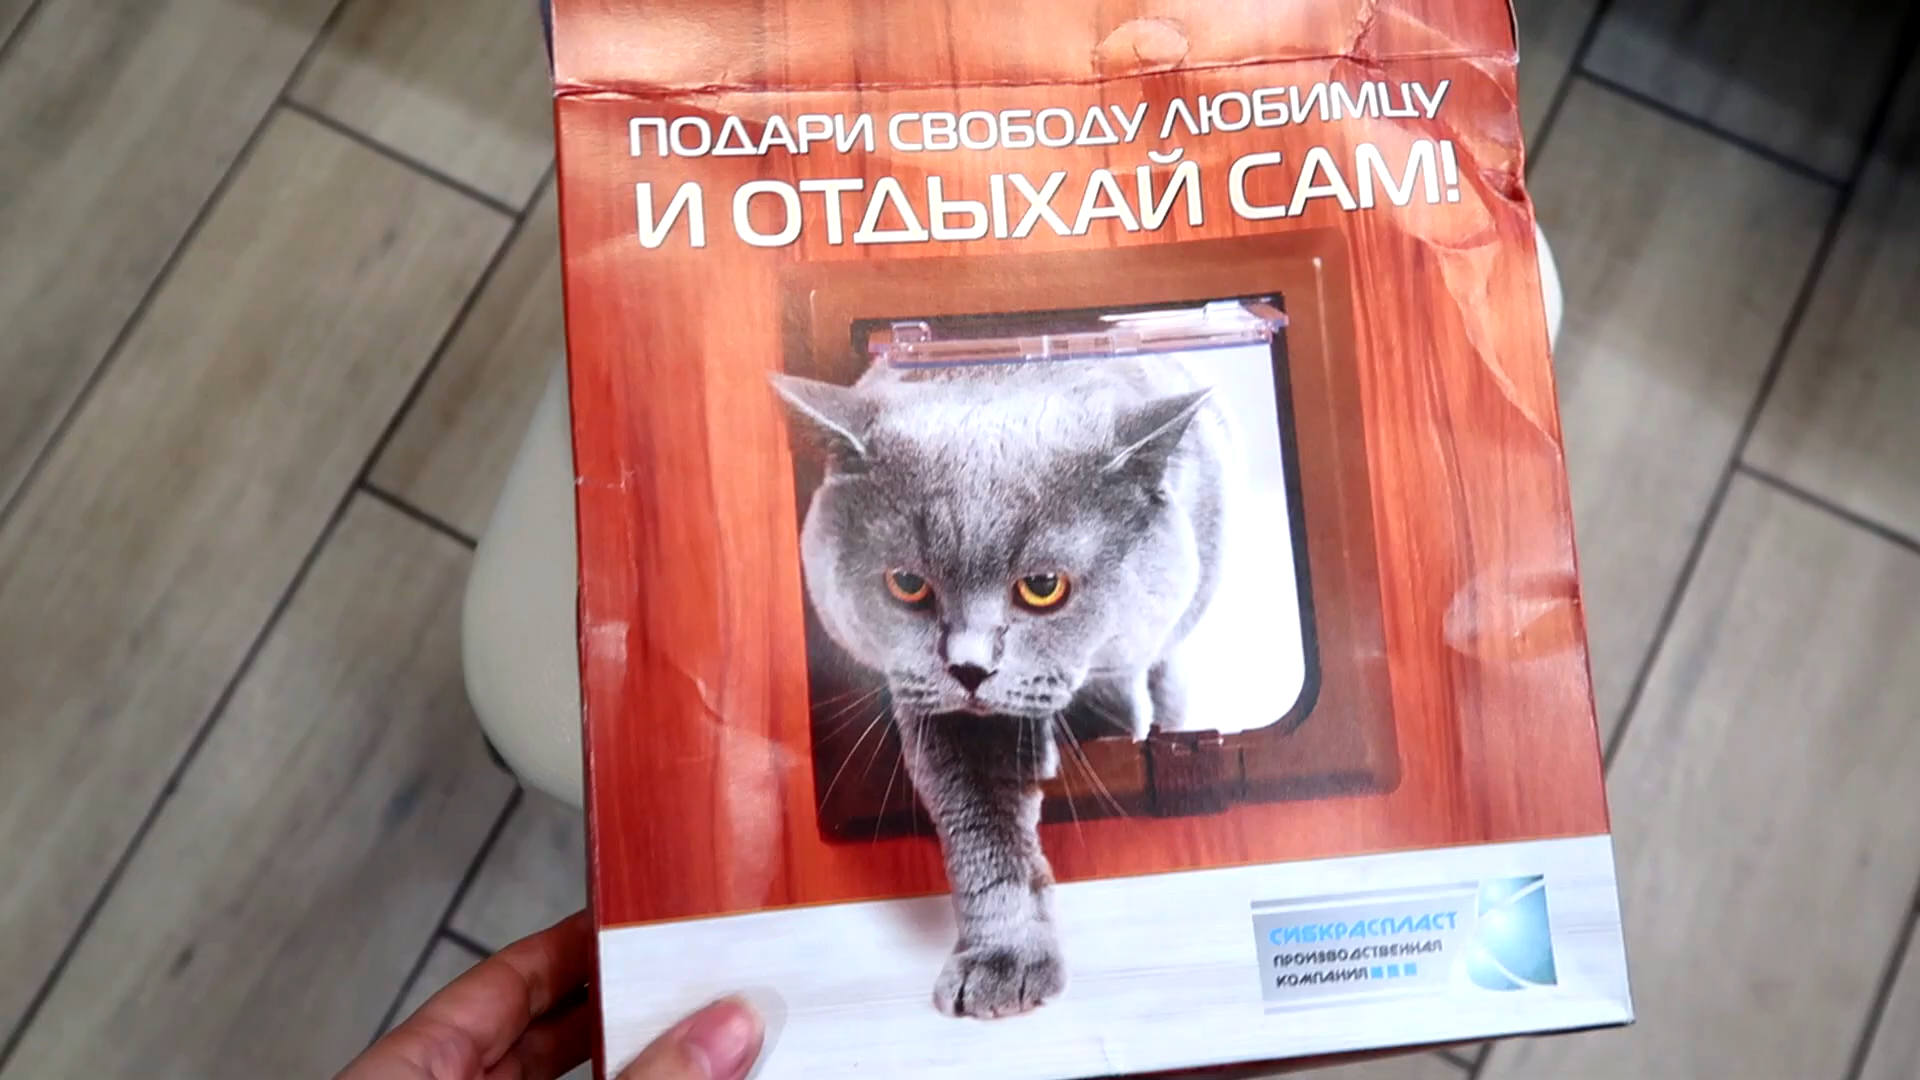 ПОДАРИ СВОБОДУ ЛЮБИМЦУ
И ОТДЫХАЙ САМ!
СИБКРАСПЛАСТ
ПРОИЗВОДСТВЕННАЯ
КОМПАНИЯ